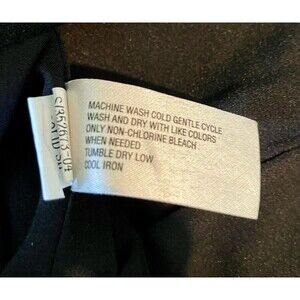 MACHINE WASH COLD GENTLE CYCLE
WASH AND DRY WITH LIKE COLORS
ONLY NON-CHLORINE BLEACH
WHEN NEEDED
TUMBLE DRY LOW
COOL IRON